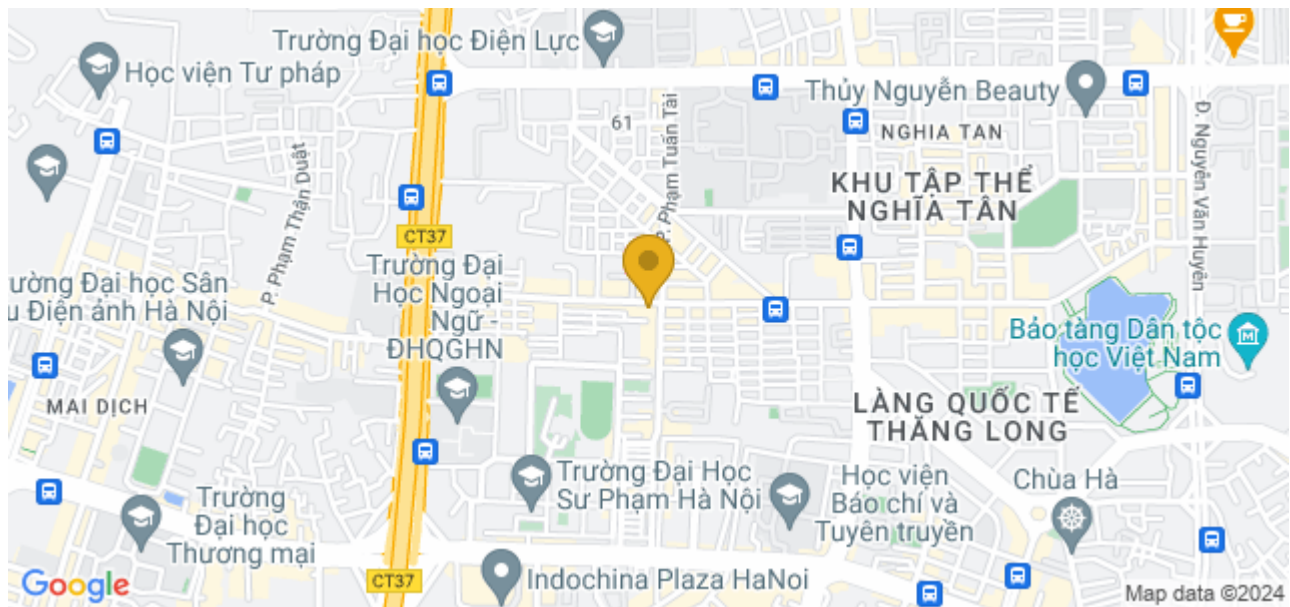 Trường Đại học Điện Lực
Học viện Tư pháp
Thủy Nguyễn Beauty
61
P. Phạm Tuấn Tài
NGHIA TAN
Đ. Nguyễn Văn Huyên
KHU TẬP THỂ
NGHĨA TÂN
P. Phạm Thận Duật
CT37
Trường Đại
Học Ngoại
Ngữ -
ĐHQGHN
ường Đại học Sân
u Điện ảnh Hà Nội
Bảo tàng Dân tộc
học Việt Nam
MAI DỊCH
LÀNG QUỐC TẾ
THĂNG LONG
Trường Đại Học
Sư Phạm Hà Nội
Học viện
Báo chí và
Tuyên truyền
Chùa Hà
Trường
Đại học
Thương mại
CT37
Indochina Plaza HaNoi
Google
Map data ©2024